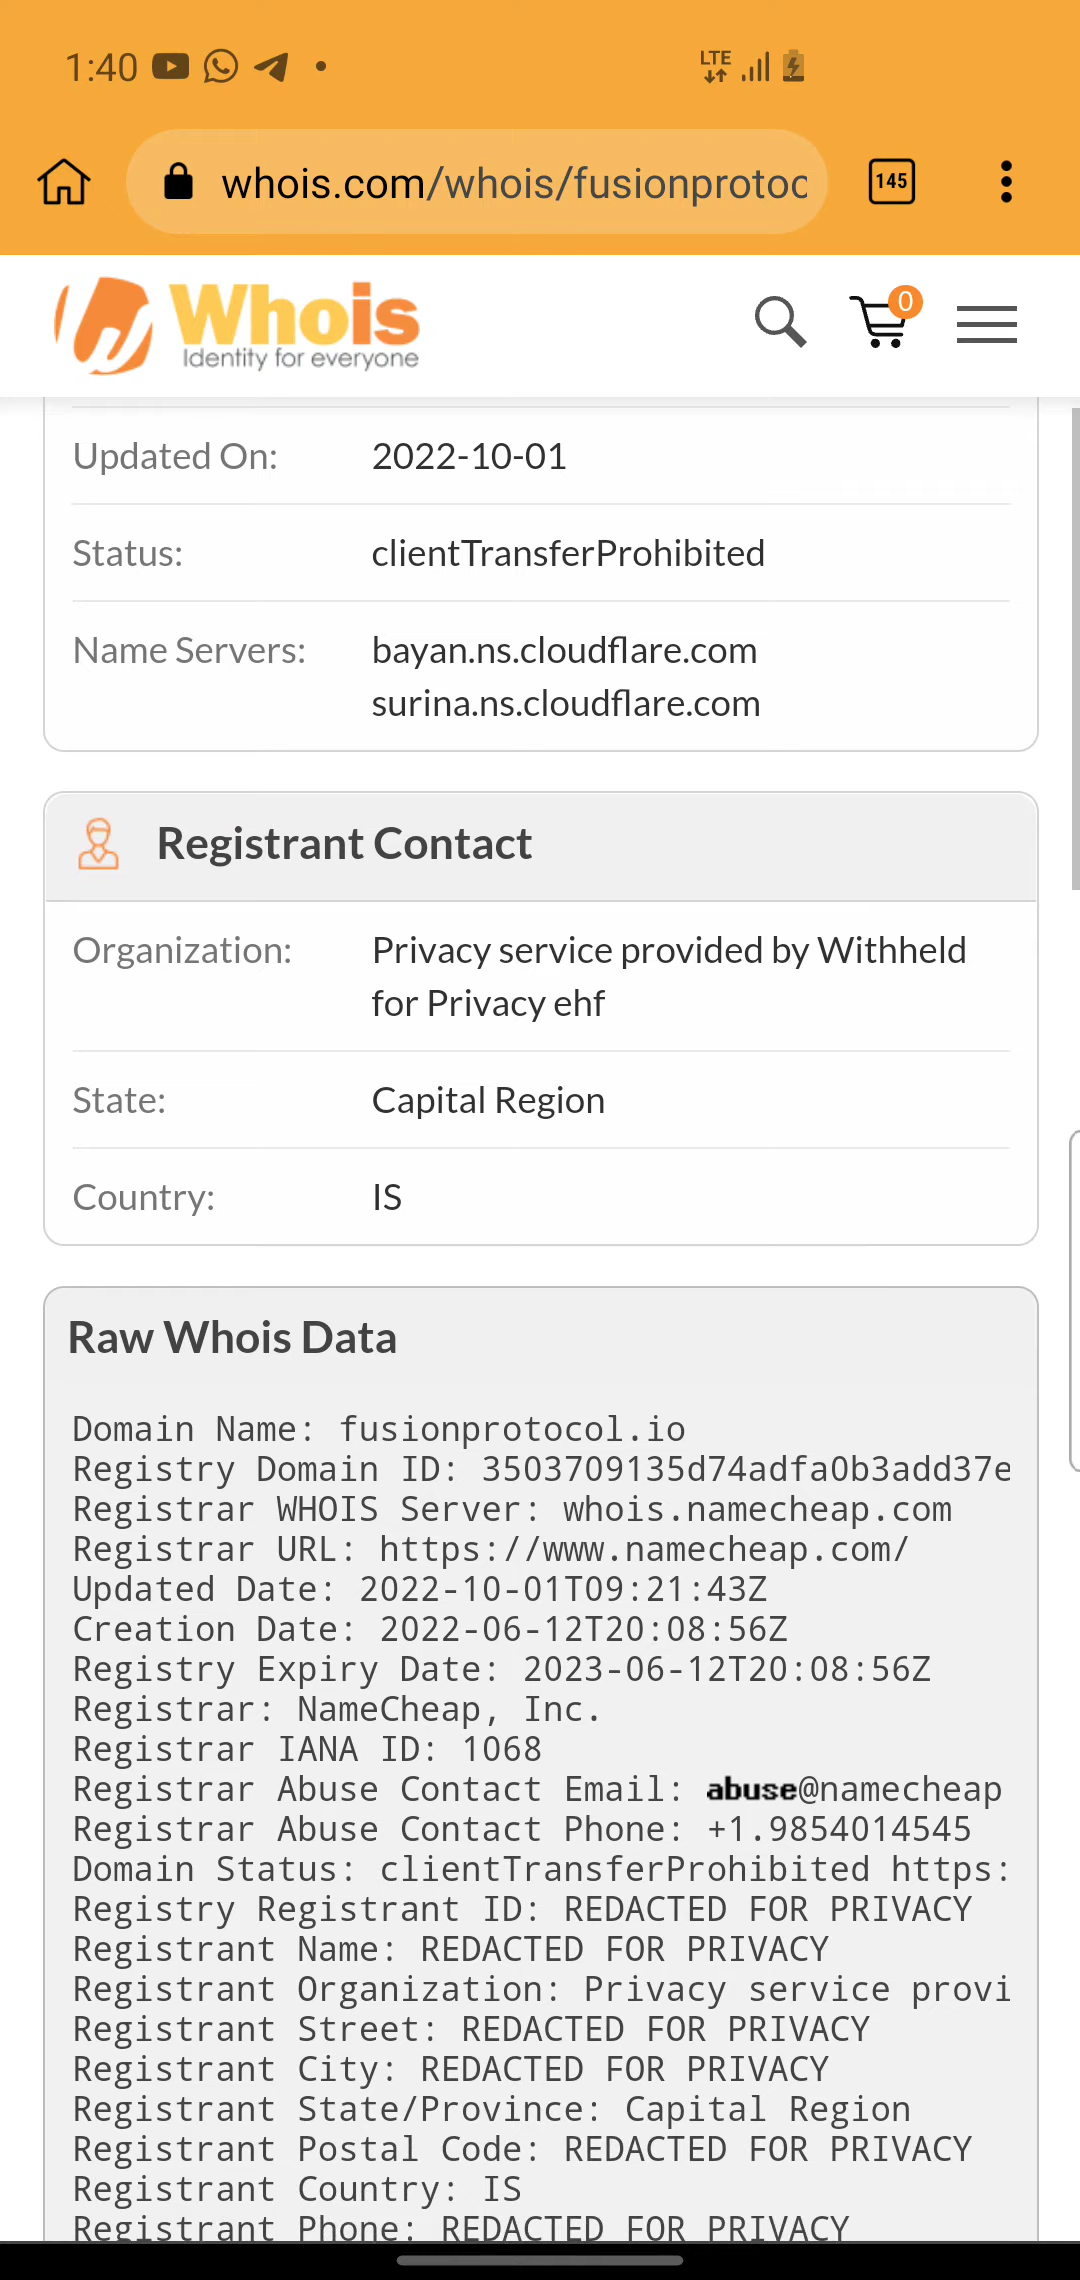 1:40
LTE
whois.com/whois/fusionprotoc
145
Whois
Identity for everyone
0
Updated On: 2022-10-01
Status: clientTransferProhibited
Name Servers: bayan.ns.cloudflare.com
surina.ns.cloudflare.com
Registrant Contact
Organization: Privacy service provided by Withheld
for Privacy ehf
State: Capital Region
Country: IS
Raw Whois Data
Domain Name: fusionprotocol.io
Registry Domain ID: 3503709135d74adfa0b3add37e
Registrar WHOIS Server: whois.namecheap.com
Registrar URL: https://www.namecheap.com/
Updated Date: 2022-10-01T09:21:43Z
Creation Date: 2022-06-12T20:08:56Z
Registry Expiry Date: 2023-06-12T20:08:56Z
Registrar: NameCheap, Inc.
Registrar IANA ID: 1068
Registrar Abuse Contact Email: abuse@namecheap
Registrar Abuse Contact Phone: +1.9854014545
Domain Status: clientTransferProhibited https:
Registry Registrant ID: REDACTED FOR PRIVACY
Registrant Name: REDACTED FOR PRIVACY
Registrant Organization: Privacy service provi
Registrant Street: REDACTED FOR PRIVACY
Registrant City: REDACTED FOR PRIVACY
Registrant State/Province: Capital Region
Registrant Postal Code: REDACTED FOR PRIVACY
Registrant Country: IS
Registrant Phone: REDACTED FOR PRIVACY